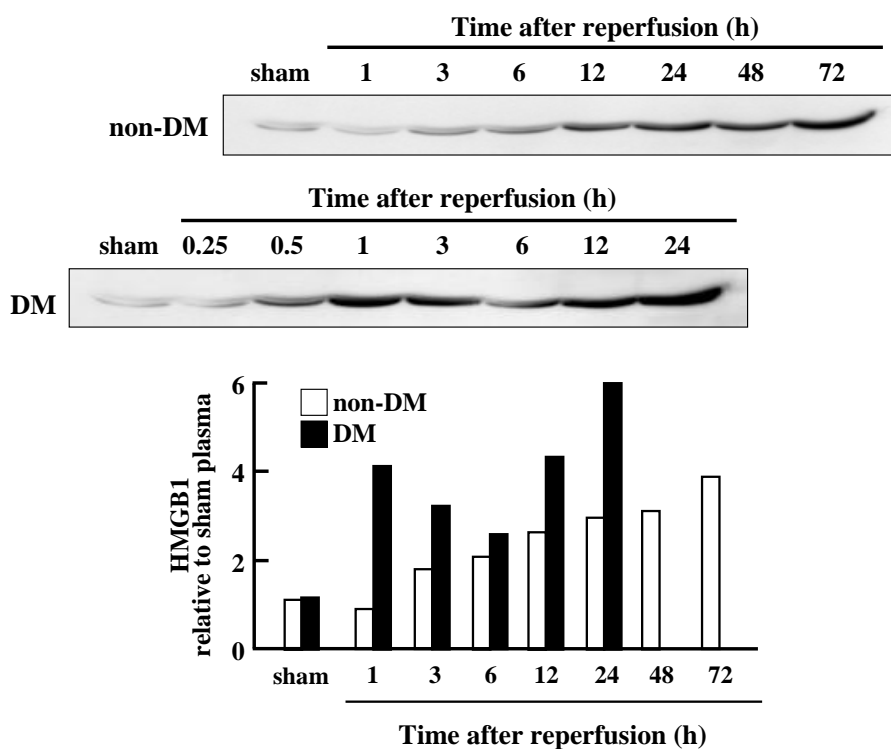 Time after reperfusion (h)
sham 1 3 6 12 24 48 72
non-DM
Time after reperfusion (h)
sham 0.25 0.5 1 3 6 12 24
DM
HMGB1
relative to sham plasma
6
4
2
0
non-DM
DM
sham 1 3 6 12 24 48 72
Time after reperfusion (h)